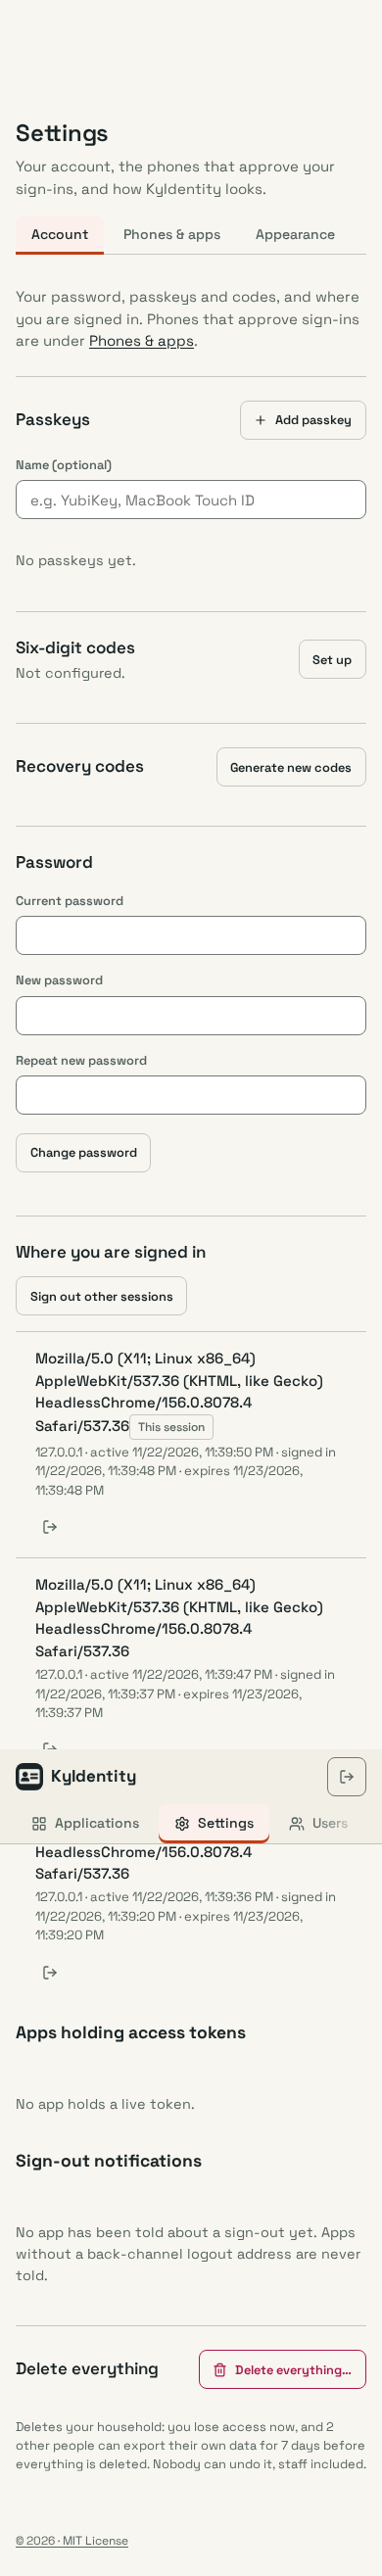 Settings
Your account, the phones that approve your
sign-ins, and how KyIdentity looks.
Account
Phones & apps
Appearance
Your password, passkeys and codes, and where
you are signed in. Phones that approve sign-ins
are under Phones & apps.
Passkeys
Add passkey
Name (optional)
e.g. YubiKey, MacBook Touch ID
No passkeys yet.
Six-digit codes
Not configured.
Set up
Recovery codes
Generate new codes
Password
Current password
New password
Repeat new password
Change password
Where you are signed in
Sign out other sessions
Mozilla/5.0 (X11; Linux x86_64)
AppleWebKit/537.36 (KHTML, like Gecko)
HeadlessChrome/156.0.8078.4
Safari/537.36 This session
127.0.0.1 · active 11/22/2026, 11:39:50 PM · signed in
11/22/2026, 11:39:48 PM · expires 11/23/2026,
11:39:48 PM
Mozilla/5.0 (X11; Linux x86_64)
AppleWebKit/537.36 (KHTML, like Gecko)
HeadlessChrome/156.0.8078.4
Safari/537.36
127.0.0.1 · active 11/22/2026, 11:39:47 PM · signed in
11/22/2026, 11:39:37 PM · expires 11/23/2026,
11:39:37 PM
KyIdentity
Applications
Settings
Users
HeadlessChrome/156.0.8078.4
Safari/537.36
127.0.0.1 · active 11/22/2026, 11:39:36 PM · signed in
11/22/2026, 11:39:20 PM · expires 11/23/2026,
11:39:20 PM
Apps holding access tokens
No app holds a live token.
Sign-out notifications
No app has been told about a sign-out yet. Apps
without a back-channel logout address are never
told.
Delete everything
Delete everything...
Deletes your household: you lose access now, and 2
other people can export their own data for 7 days before
everything is deleted. Nobody can undo it, staff included.
© 2026 · MIT License